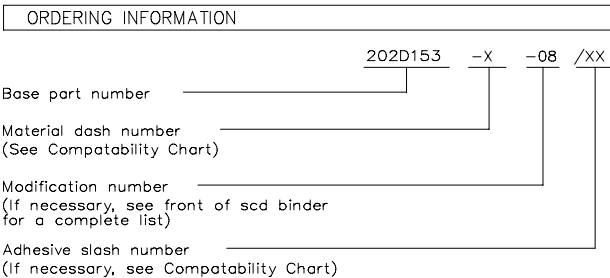 ORDERING INFORMATION
202D153 -X -08 /XX
Base part number
Material dash number
(See Compatability Chart)
Modification number
(If necessary, see front of scd binder
for a complete list)
Adhesive slash number
(If necessary, see Compatability Chart)